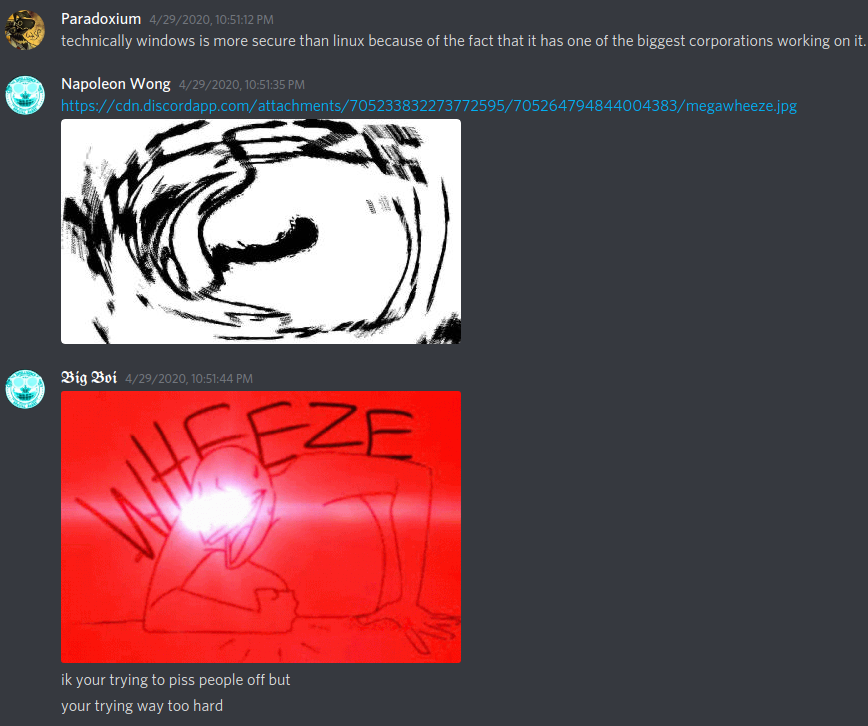 Paradoxium 4/29/2020, 10:51:12 PM
technically windows is more secure than linux because of the fact that it has one of the biggest corporations working on it.
Napoleon Wong 4/29/2020, 10:51:35 PM
https://cdn.discordapp.com/attachments/705233832273772595/705264794844004383/megawheeze.jpg
WHEEZE
𝕭𝖎𝖌 𝕭𝖔𝖎 4/29/2020, 10:51:44 PM
WHEEZE
ik your trying to piss people off but
your trying way too hard